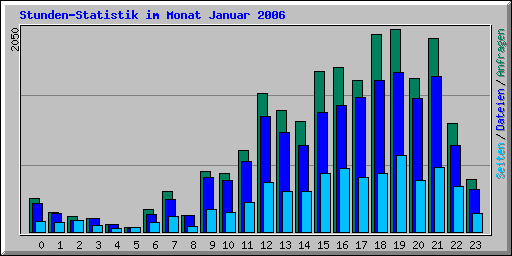 Stunden-Statistik im Monat Januar 2006
2050
Seiten / Dateien / Anfragen
0 1 2 3 4 5 6 7 8 9 10 11 12 13 14 15 16 17 18 19 20 21 22 23